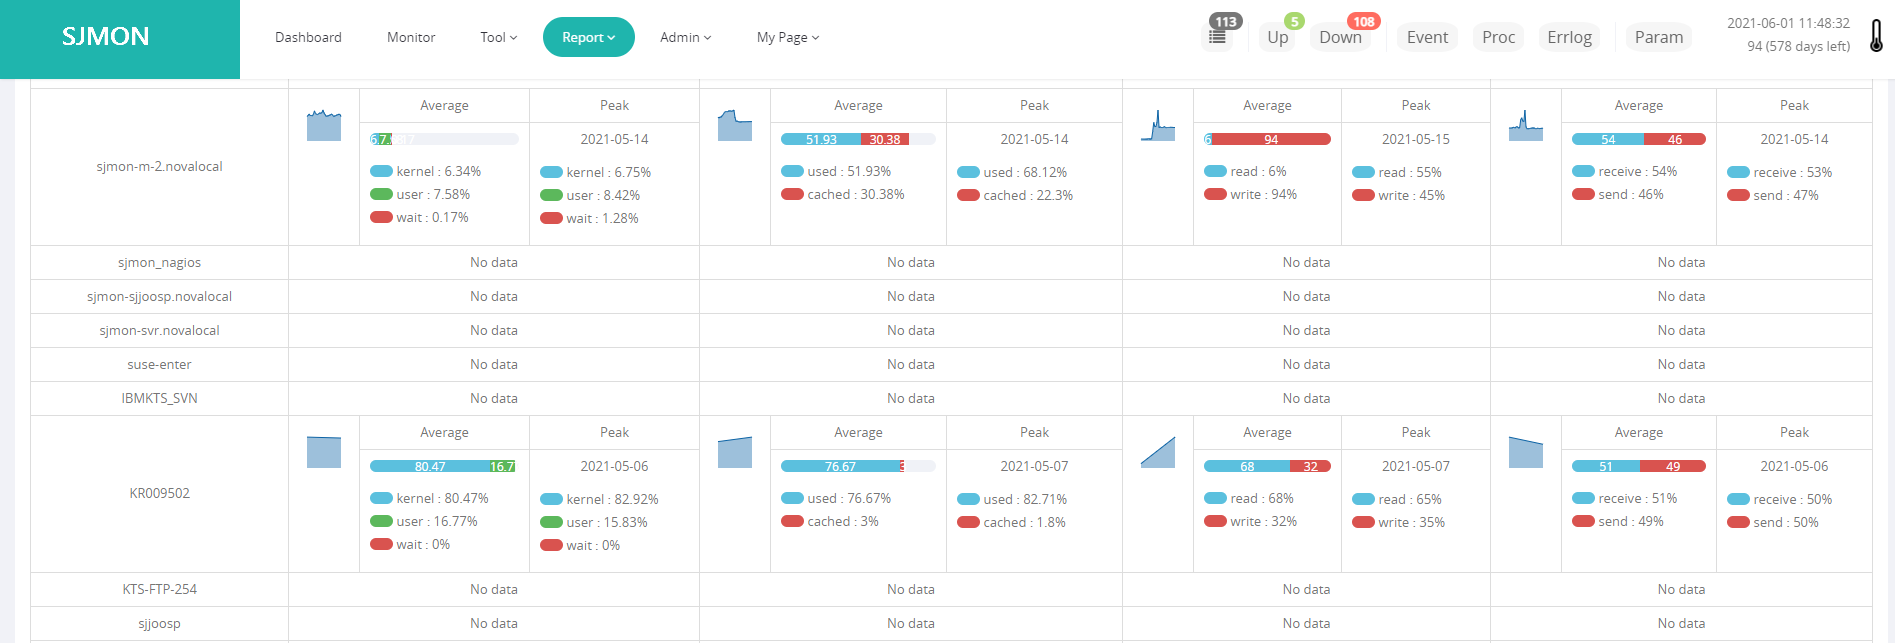 SJMON
Dashboard Monitor Tool Report Admin My Page
113 Up 5 Down 108 Event Proc Errlog Param
2021-06-01 11:48:32
94 (578 days left)
sjmon-m-2.novalocal
Average Peak Average Peak Average Peak Average Peak
2021-05-14 51.93 30.38 2021-05-14 94 2021-05-15 54 46 2021-05-14
kernel : 6.34% kernel : 6.75% used : 51.93% used : 68.12% read : 6% read : 55% receive : 54% receive : 53%
user : 7.58% user : 8.42% cached : 30.38% cached : 22.3% write : 94% write : 45% send : 46% send : 47%
wait : 0.17% wait : 1.28%
sjmon_nagios No data No data No data No data
sjmon-sjjoosp.novalocal No data No data No data No data
sjmon-svr.novalocal No data No data No data No data
suse-enter No data No data No data No data
IBMKTS_SVN No data No data No data No data
KR009502
Average Peak Average Peak Average Peak Average Peak
80.47 16.7 2021-05-06 76.67 2021-05-07 68 32 2021-05-07 51 49 2021-05-06
kernel : 80.47% kernel : 82.92% used : 76.67% used : 82.71% read : 68% read : 65% receive : 51% receive : 50%
user : 16.77% user : 15.83% cached : 3% cached : 1.8% write : 32% write : 35% send : 49% send : 50%
wait : 0% wait : 0%
KTS-FTP-254 No data No data No data No data
sjjoosp No data No data No data No data